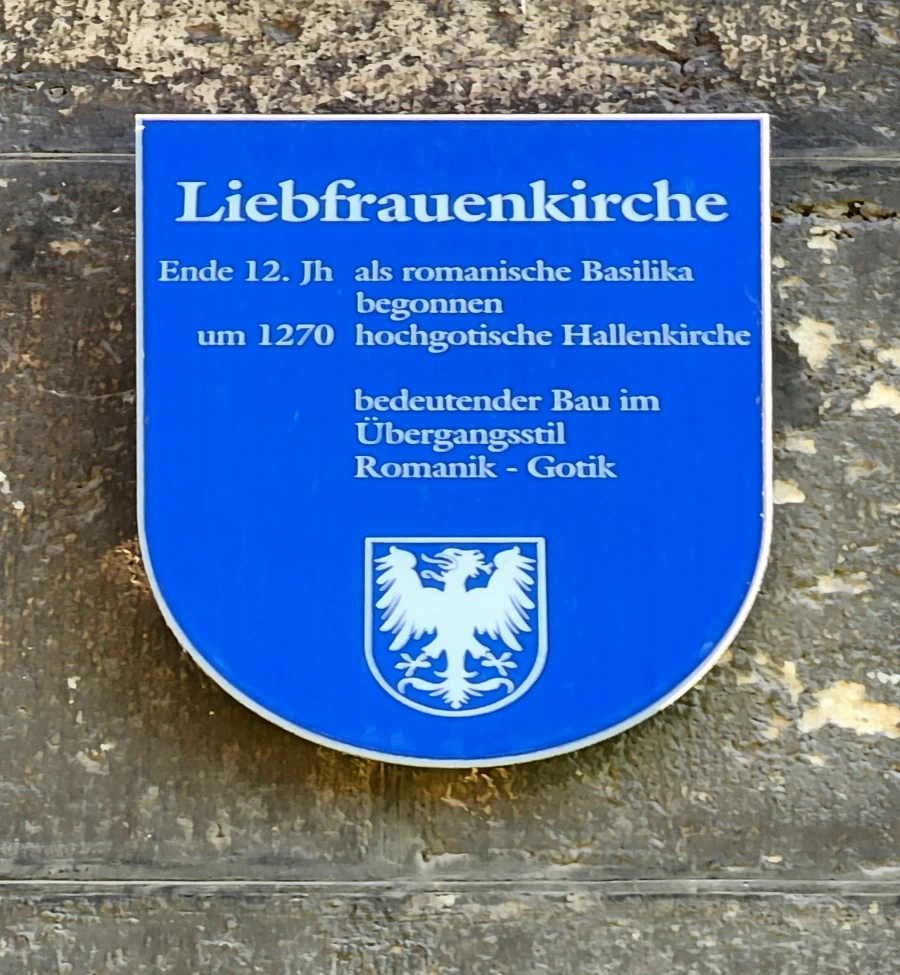 Liebfrauenkirche
Ende 12. Jh als romanische Basilika
begonnen
um 1270 hochgotische Hallenkirche
bedeutender Bau im
Übergangsstil
Romanik - Gotik